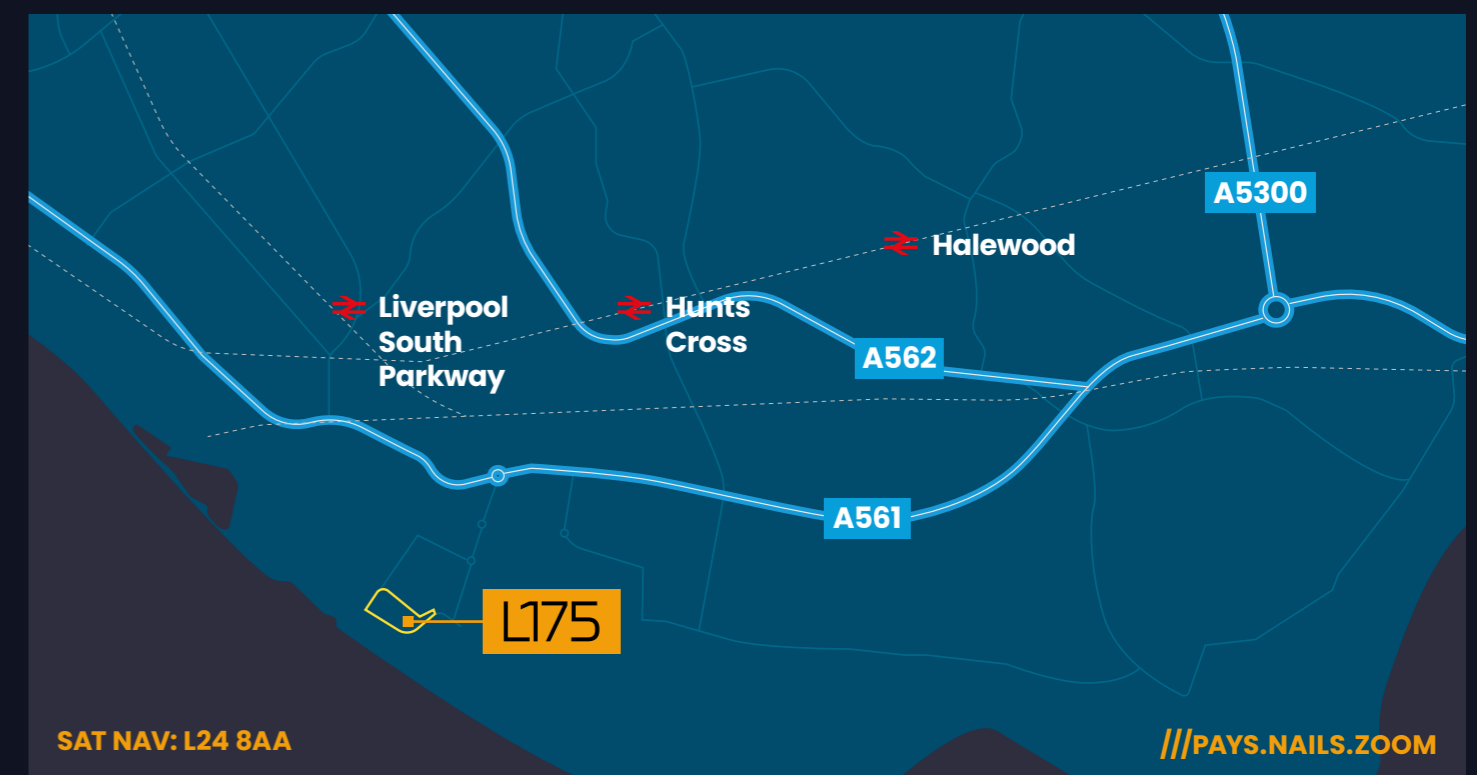 A5300
Halewood
Liverpool
South
Parkway
Hunts
Cross
A562
A561
L175
SAT NAV: L24 8AA
///PAYS.NAILS.ZOOM